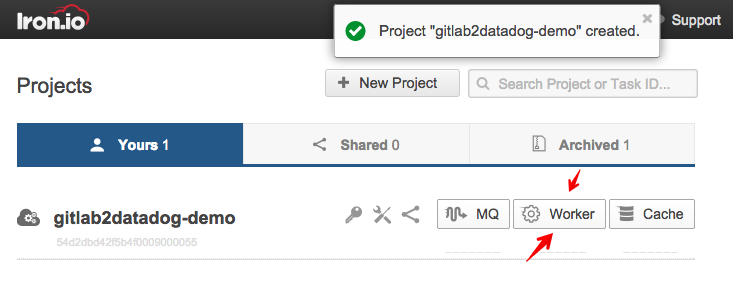 Iron.io
Project "gitlab2datadog-demo" created.
Support
Projects
New Project
Search Project or Task ID...
Yours 1
Shared 0
Archived 1
gitlab2datadog-demo
MQ
Worker
Cache
54d2dbd42f5b4f0009000055